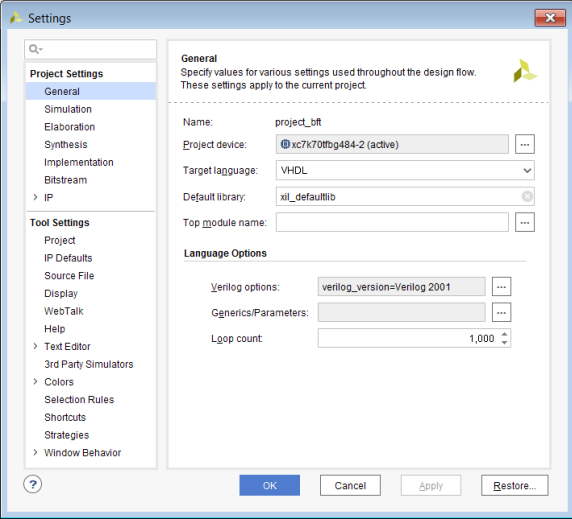 Settings
Q-
Project Settings
General
Simulation
Elaboration
Synthesis
Implementation
Bitstream
> IP
Tool Settings
Project
IP Defaults
Source File
Display
WebTalk
Help
> Text Editor
3rd Party Simulators
> Colors
Selection Rules
Shortcuts
Strategies
> Window Behavior
General
Specify values for various settings used throughout the design flow.
These settings apply to the current project.
Name: project_bft
Project device: xc7k70tfbg484-2 (active) ...
Target language: VHDL
Default library: xil_defaultlib
Top module name: ...
Language Options
Verilog options: verilog_version=Verilog 2001 ...
Generics/Parameters: ...
Loop count: 1,000
? OK Cancel Apply Restore...